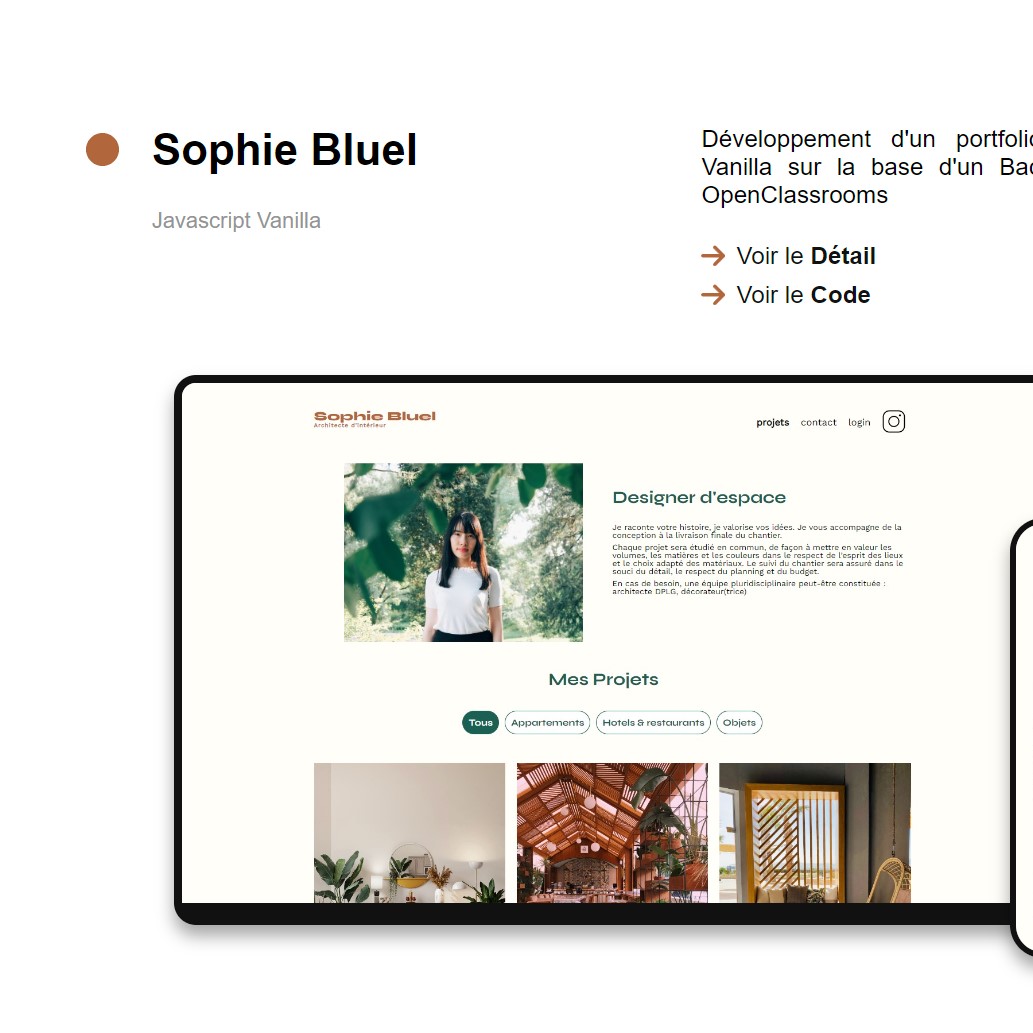 Sophie Bluel
Javascript Vanilla
Développement d'un
Vanilla sur la base d'un
OpenClassrooms
Voir le Détail
Voir le Code
Sophie Bluel
Architecte d'intérieur
projets contact login
Designer d'espace
Je raconte votre histoire, je valorise vos idées. Je vous accompagne de la
conception à la livraison finale du chantier.
Chaque projet sera étudié en commun, de façon à mettre en valeur les
volumes, les matières et les couleurs dans le respect de l'esprit des lieux
et le choix adapté des matériaux. Le suivi du chantier sera assuré dans le
souci du détail, le respect du planning et du budget.
En cas de besoin, une équipe pluridisciplinaire peut-être constituée :
architecte DPLG, décorateur(trice)
Mes Projets
Tous Appartements Hotels & restaurants Objets